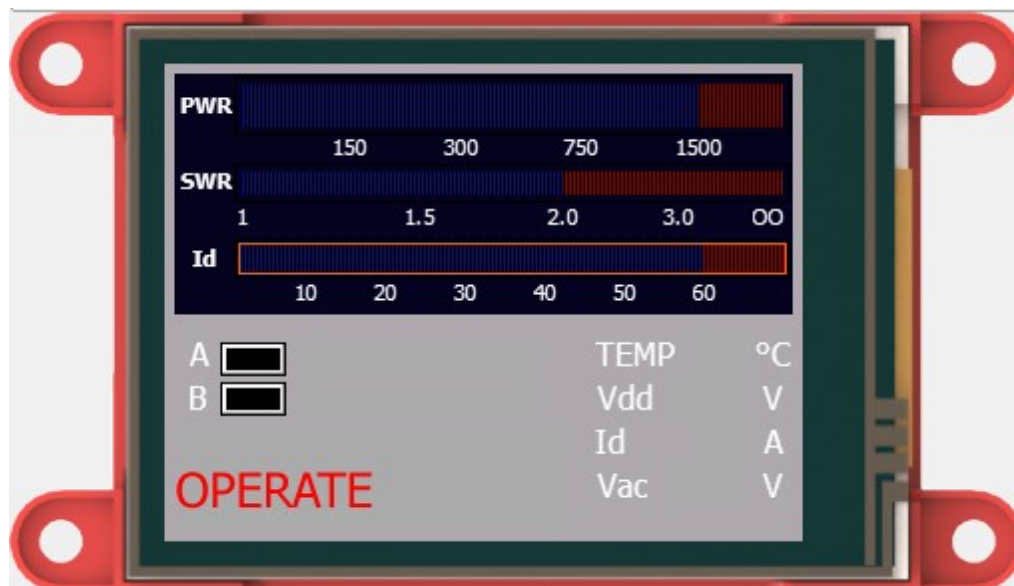 PWR
150 300 750 1500
SWR
1 1.5 2.0 3.0 OO
Id
10 20 30 40 50 60
A TEMP °C
B Vdd V
Id A
OPERATE Vac V